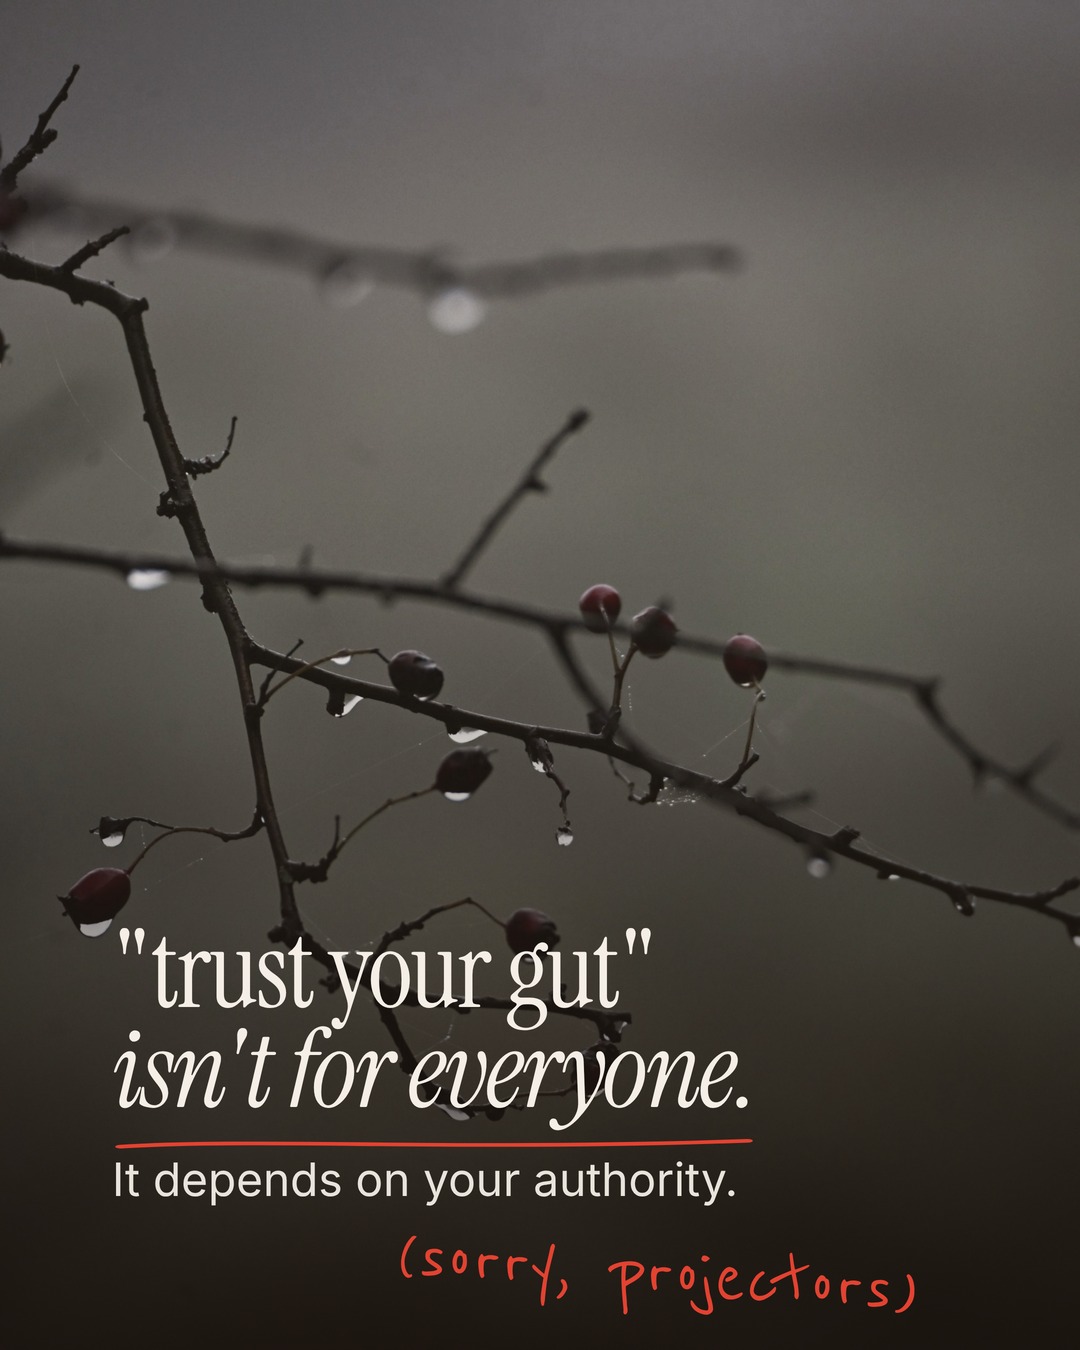 "trust your gut"
isn't for everyone.
It depends on your authority.
(sorry, projectors)